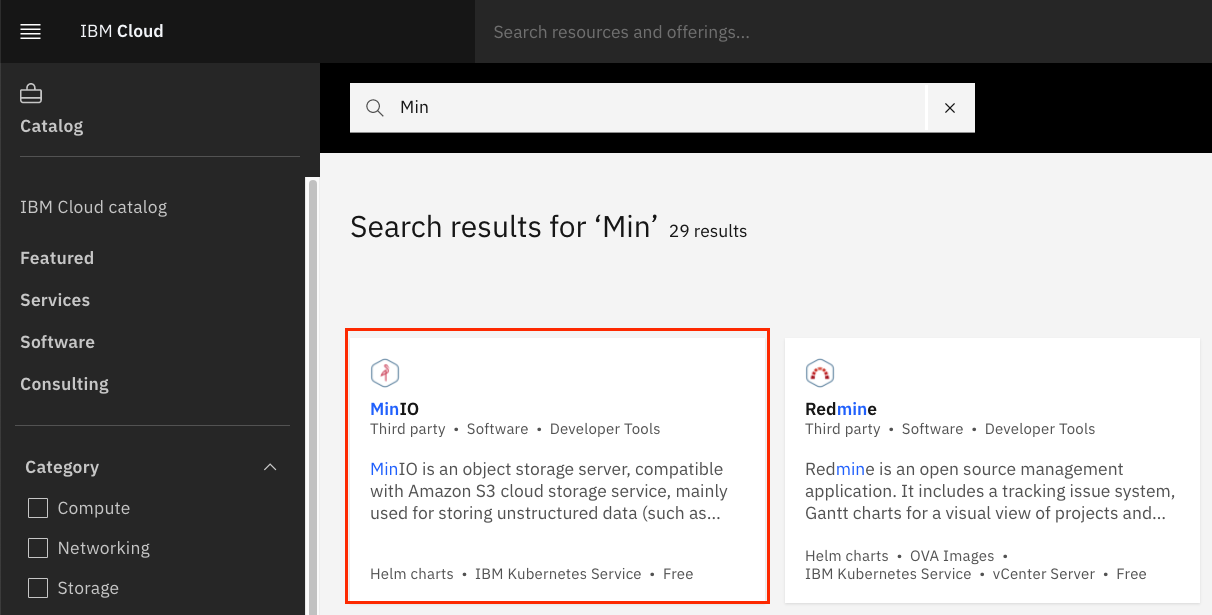 IBM Cloud
Search resources and offerings...
Catalog
Min
IBM Cloud catalog
Featured
Services
Software
Consulting
Category
Compute
Networking
Storage
Search results for ‘Min’ 29 results
MinIO
Third party • Software • Developer Tools
MinIO is an object storage server, compatible
with Amazon S3 cloud storage service, mainly
used for storing unstructured data (such as...
Helm charts • IBM Kubernetes Service • Free
Redmine
Third party • Software • Developer Tools
Redmine is an open source management
application. It includes a tracking issue system,
Gantt charts for a visual view of projects and...
Helm charts • OVA Images •
IBM Kubernetes Service • vCenter Server • Free